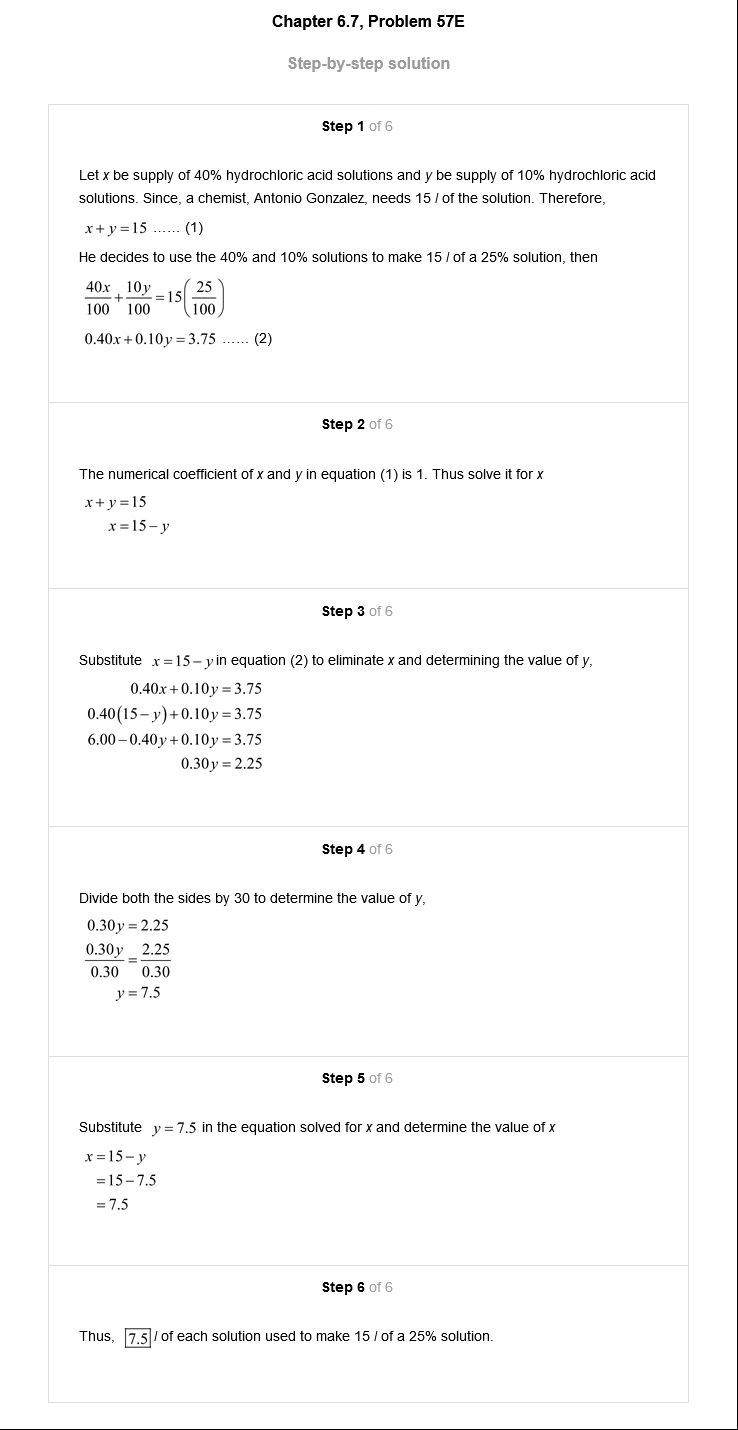 Chapter 6.7, Problem 57E
Step-by-step solution
Step 1 of 6
Let x be supply of 40% hydrochloric acid solutions and y be supply of 10% hydrochloric acid
solutions. Since, a chemist, Antonio Gonzalez, needs 15 l of the solution. Therefore,
x + y = 15 ...... (1)
He decides to use the 40% and 10% solutions to make 15 l of a 25% solution, then
40x/100 + 10y/100 = 15(25/100)
0.40x + 0.10y = 3.75 ...... (2)
Step 2 of 6
The numerical coefficient of x and y in equation (1) is 1. Thus solve it for x
x + y = 15
x = 15 − y
Step 3 of 6
Substitute x = 15 − y in equation (2) to eliminate x and determining the value of y,
0.40x + 0.10y = 3.75
0.40(15 − y) + 0.10y = 3.75
6.00 − 0.40y + 0.10y = 3.75
0.30y = 2.25
Step 4 of 6
Divide both the sides by 30 to determine the value of y,
0.30y = 2.25
0.30y/0.30 = 2.25/0.30
y = 7.5
Step 5 of 6
Substitute y = 7.5 in the equation solved for x and determine the value of x
x = 15 − y
= 15 − 7.5
= 7.5
Step 6 of 6
Thus, 7.5 l of each solution used to make 15 l of a 25% solution.